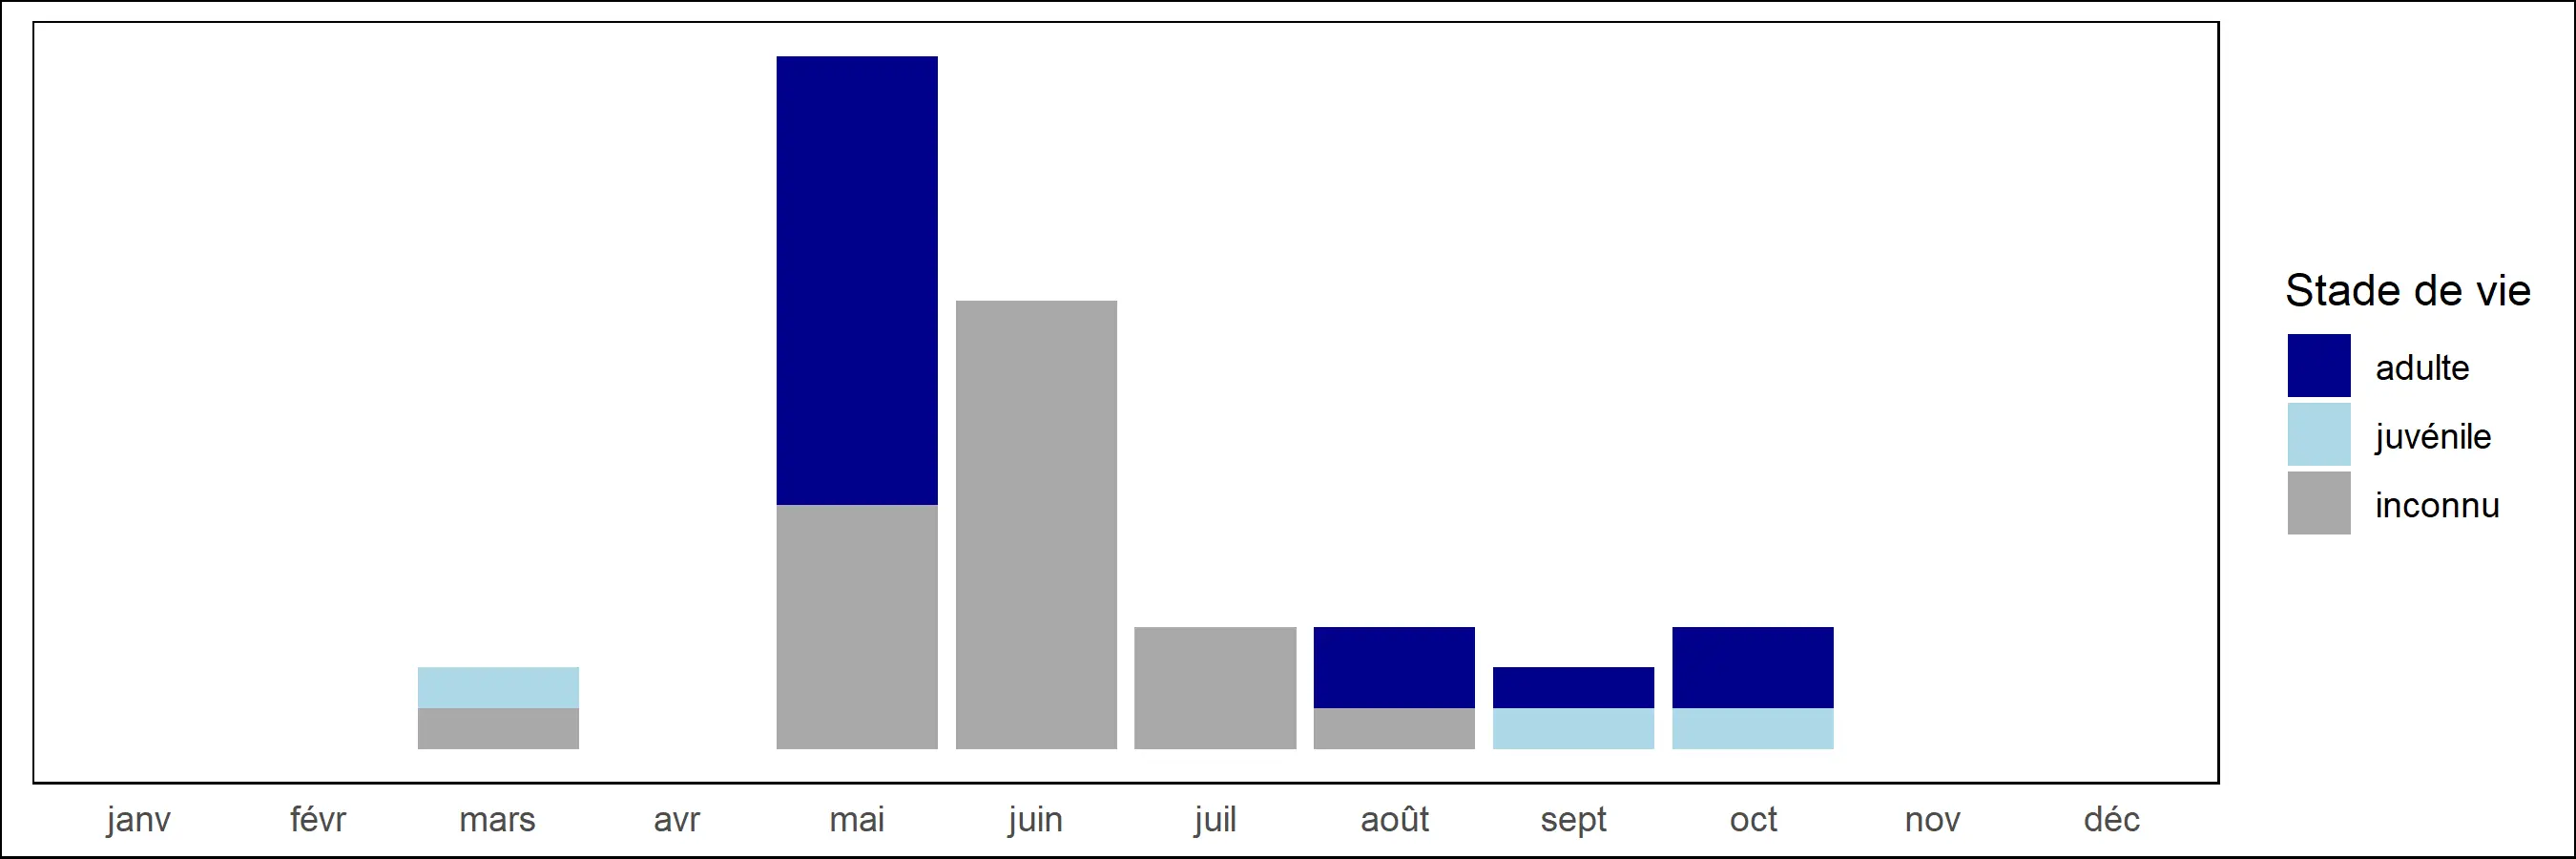 Stade de vie
adulte
juvénile
inconnu
janv févr mars avr mai juin juil août sept oct nov déc